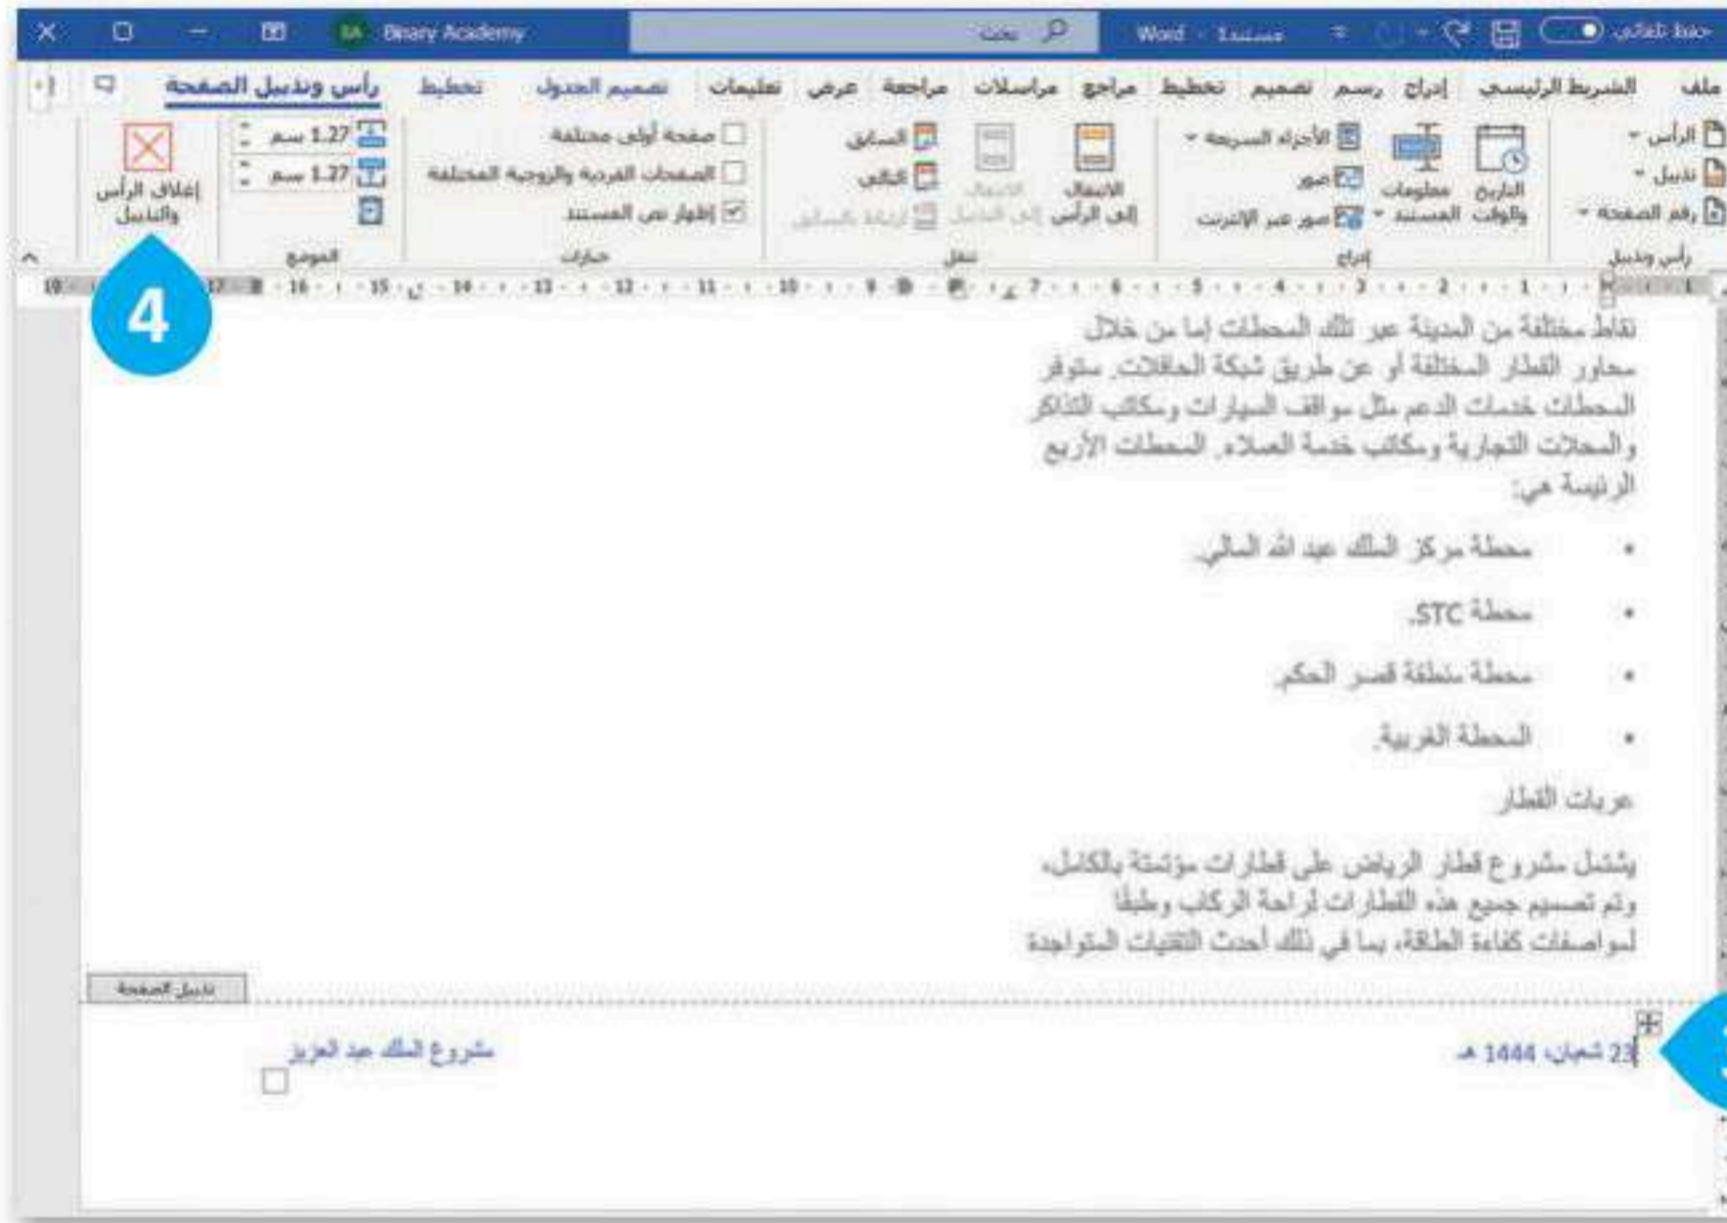 حفظ تلقائي
مستند1 - Word
بحث
Binary Academy
BA
ملف الشريط الرئيسي إدراج رسم تصميم تخطيط مراجع مراسلات مراجعة عرض تعليمات تصميم الجدول تخطيط رأس وتذييل الصفحة
الرأس
تذييل
رقم الصفحة
رأس وتذييل
التاريخ والوقت
معلومات المستند
الأجزاء السريعة
صور
صور عبر الإنترنت
إدراج
الانتقال إلى الرأس
الانتقال إلى التذييل
السابق
التالي
ارتباط بالسابق
تنقل
صفحة أولى مختلفة
الصفحات الفردية والزوجية المختلفة
إظهار نص المستند
خيارات
1.27 سم
1.27 سم
الموضع
إغلاق الرأس
والتذييل
4
نقاط مختلفة من المدينة عبر تلك المحطات إما من خلال
محاور القطار المختلفة أو عن طريق شبكة الحافلات. ستوفر
المحطات خدمات الدعم مثل مواقف السيارات ومكاتب التذاكر
والمحلات التجارية ومكاتب خدمة العملاء. المحطات الأربع
الرئيسة هي:
• محطة مركز الملك عبد الله المالي.
• محطة STC.
• محطة منطقة قصر الحكم.
• المحطة الغربية.
عربات القطار
يشتمل مشروع قطار الرياض على قطارات مؤتمتة بالكامل،
وتم تصميم جميع هذه القطارات لراحة الركاب وطبقًا
لمواصفات كفاءة الطاقة، بما في ذلك أحدث التقنيات المتواجدة
تذييل الصفحة
23 شعبان، 1444 هـ
مشروع الملك عبد العزيز